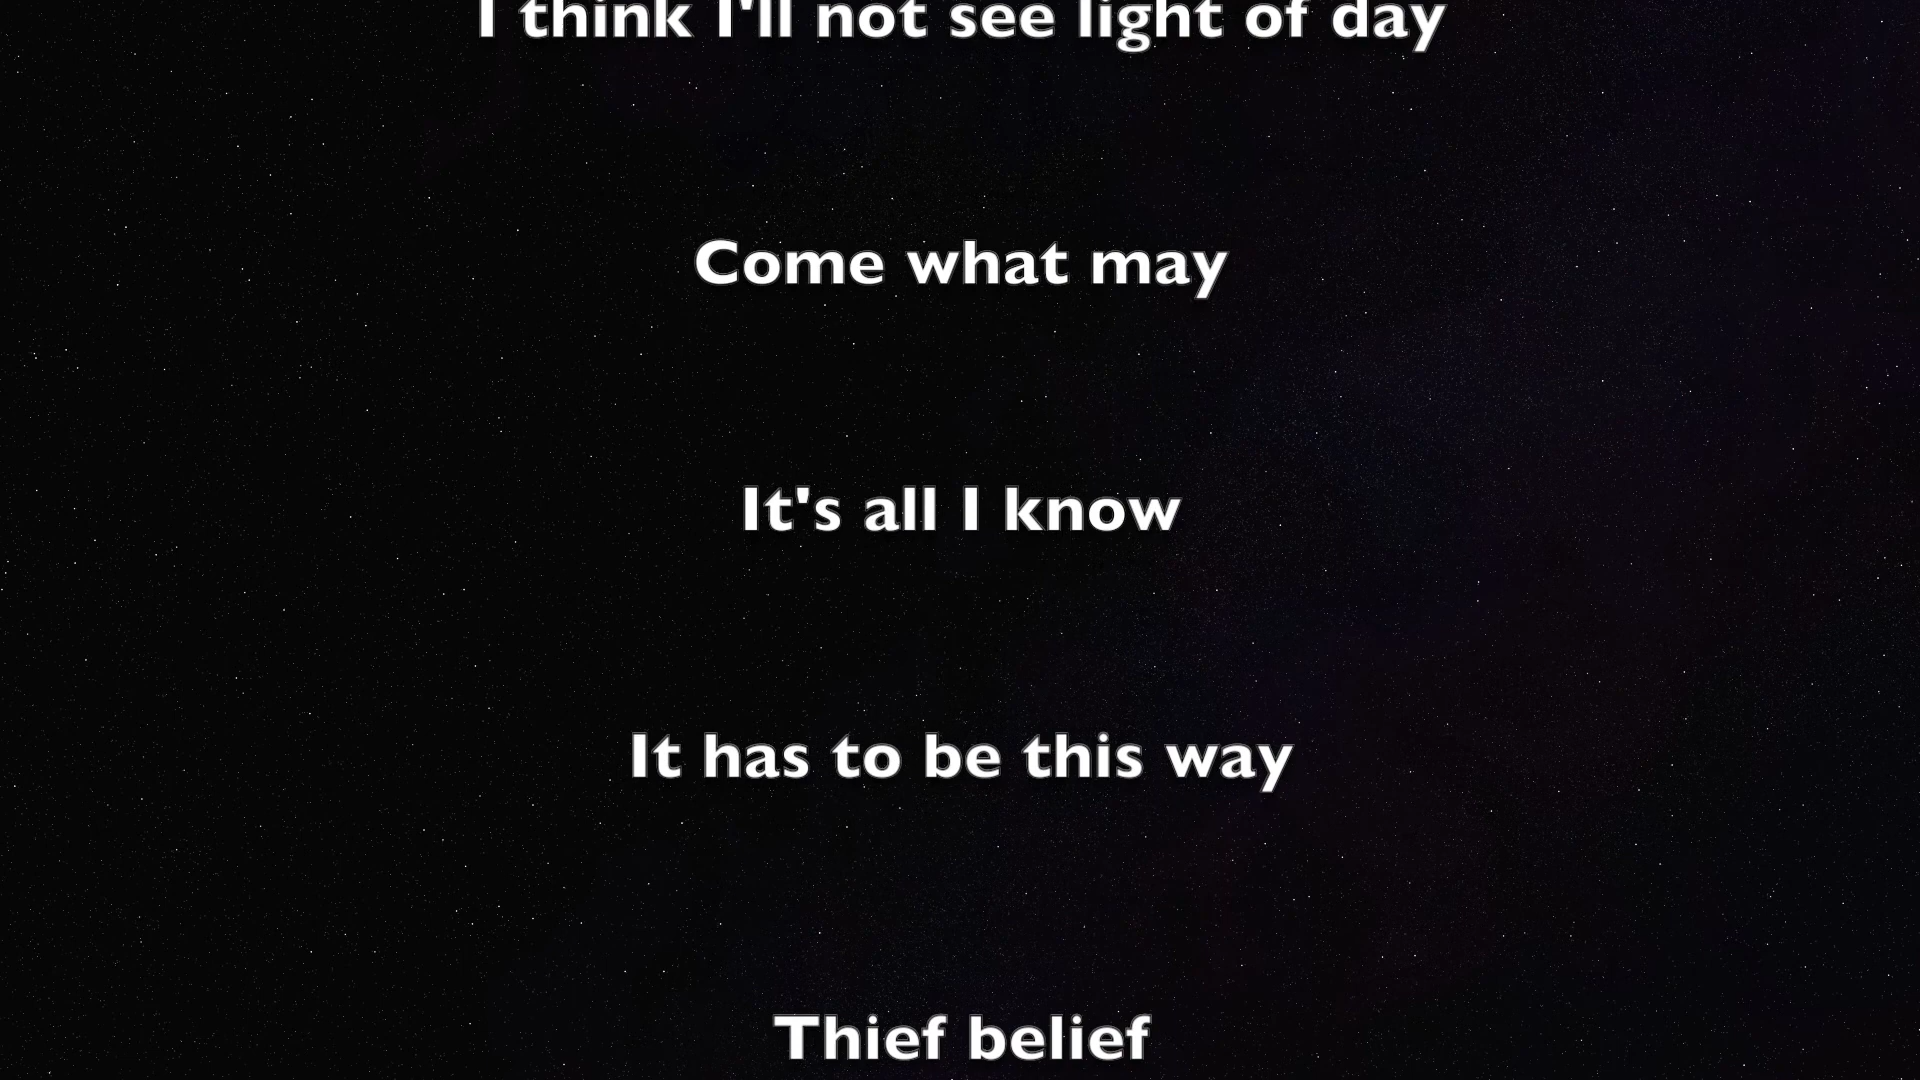 I think I'll not see light of day
Come what may
It's all I know
It has to be this way
Thief belief